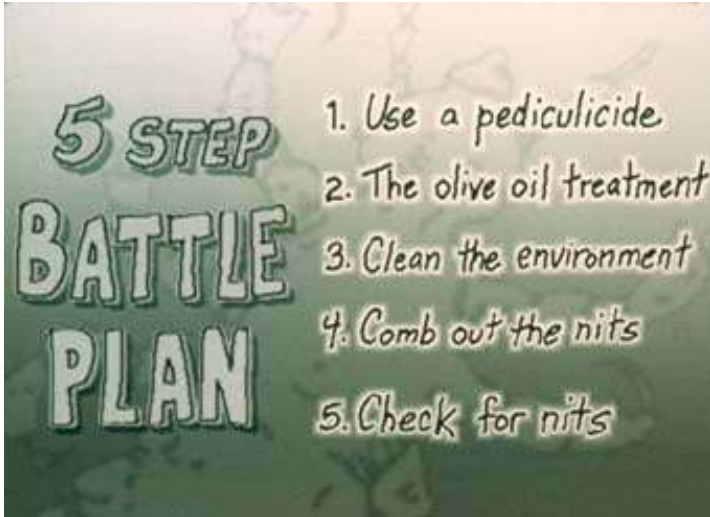 5 STEP
BATTLE
PLAN
1. Use a pediculicide
2. The olive oil treatment
3. Clean the environment
4. Comb out the nits
5. Check for nits